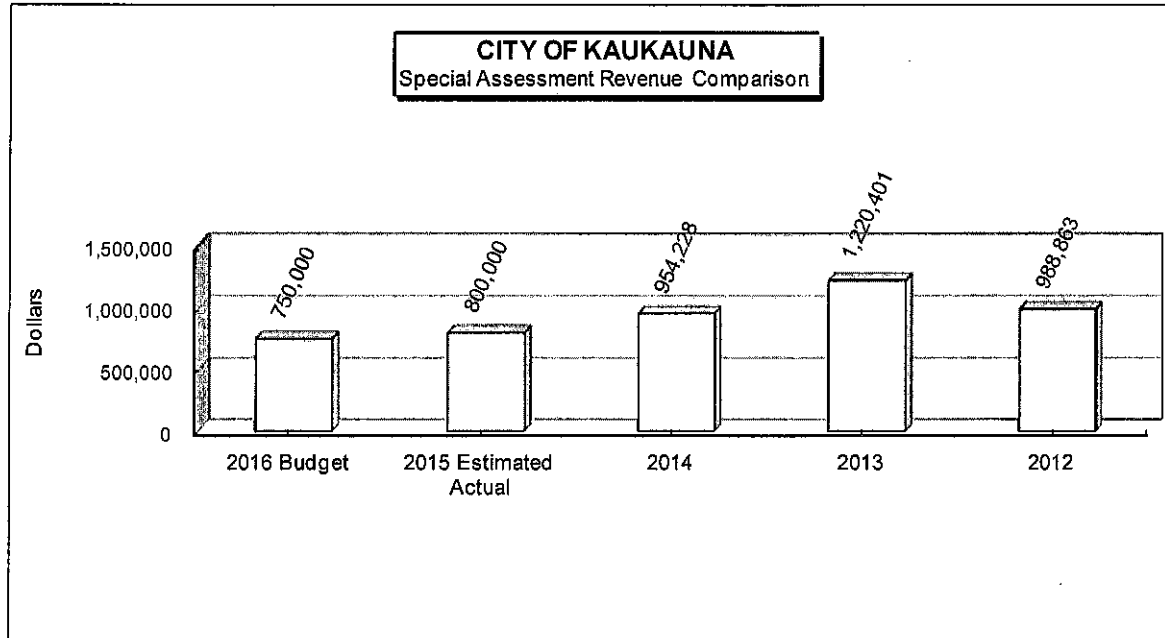 CITY OF KAUKAUNA
Special Assessment Revenue Comparison
Dollars
1,500,000
1,000,000
500,000
0
750,000
800,000
954,228
1,220,401
988,863
2016 Budget
2015 Estimated
Actual
2014
2013
2012